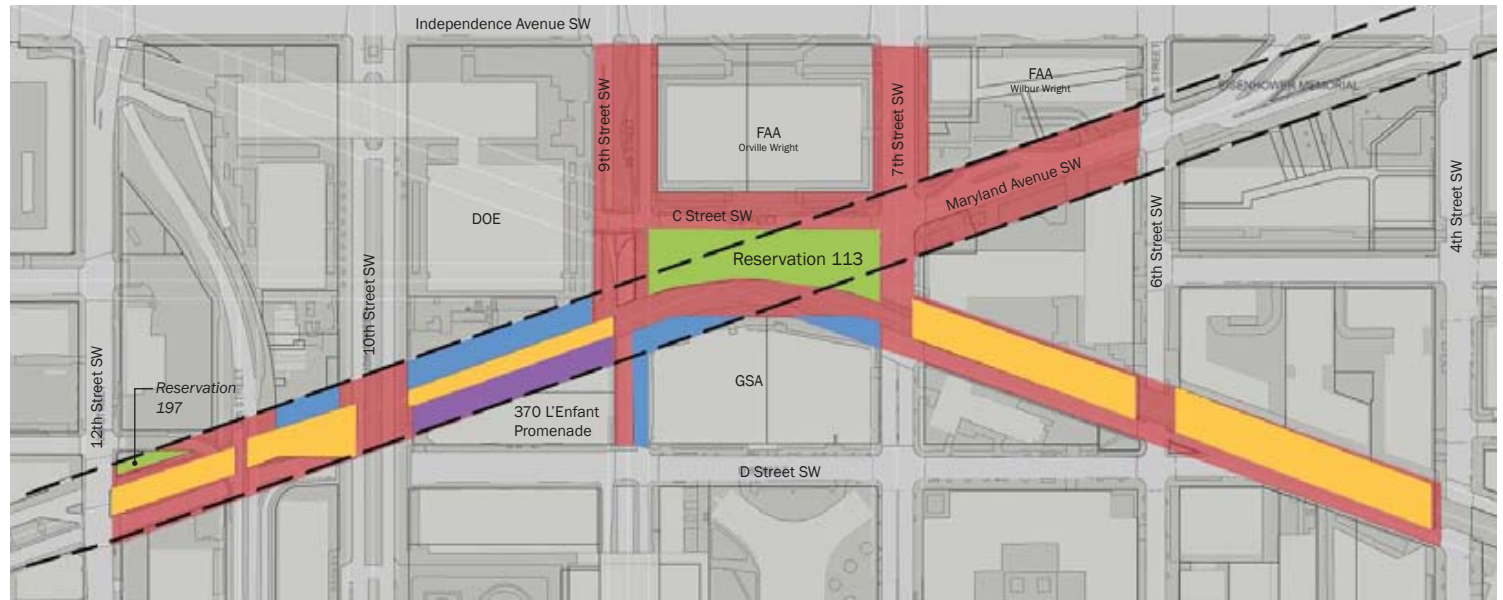 Independence Avenue SW
9th Street SW
FAA
Orville Wright
7th Street SW
FAA
Wilbur Wright
STREET
EISENHOWER MEMORIAL
Maryland Avenue SW
C Street SW
DOE
Reservation 113
10th Street SW
6th Street SW
4th Street SW
12th Street SW
Reservation
197
370 L’Enfant
Promenade
GSA
D Street SW